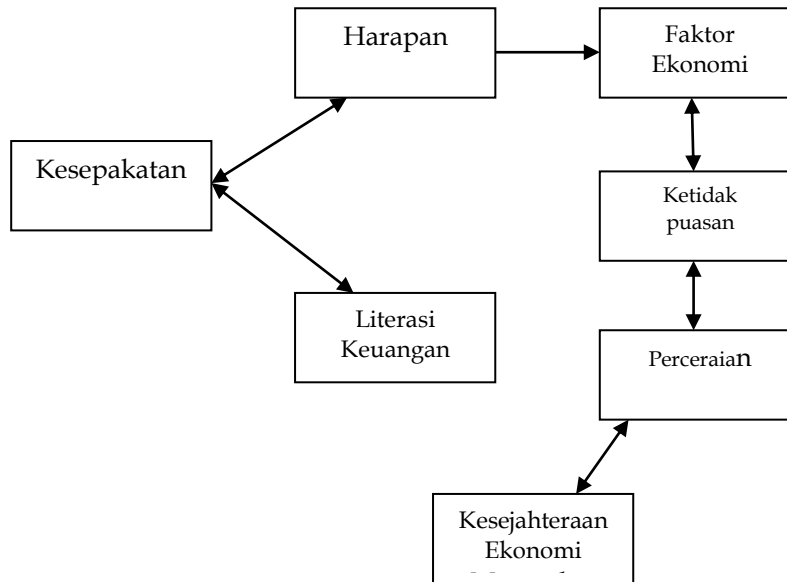 Harapan
Faktor
Ekonomi
Kesepakatan
Ketidak
puasan
Literasi
Keuangan
Perceraian
Kesejahteraan
Ekonomi